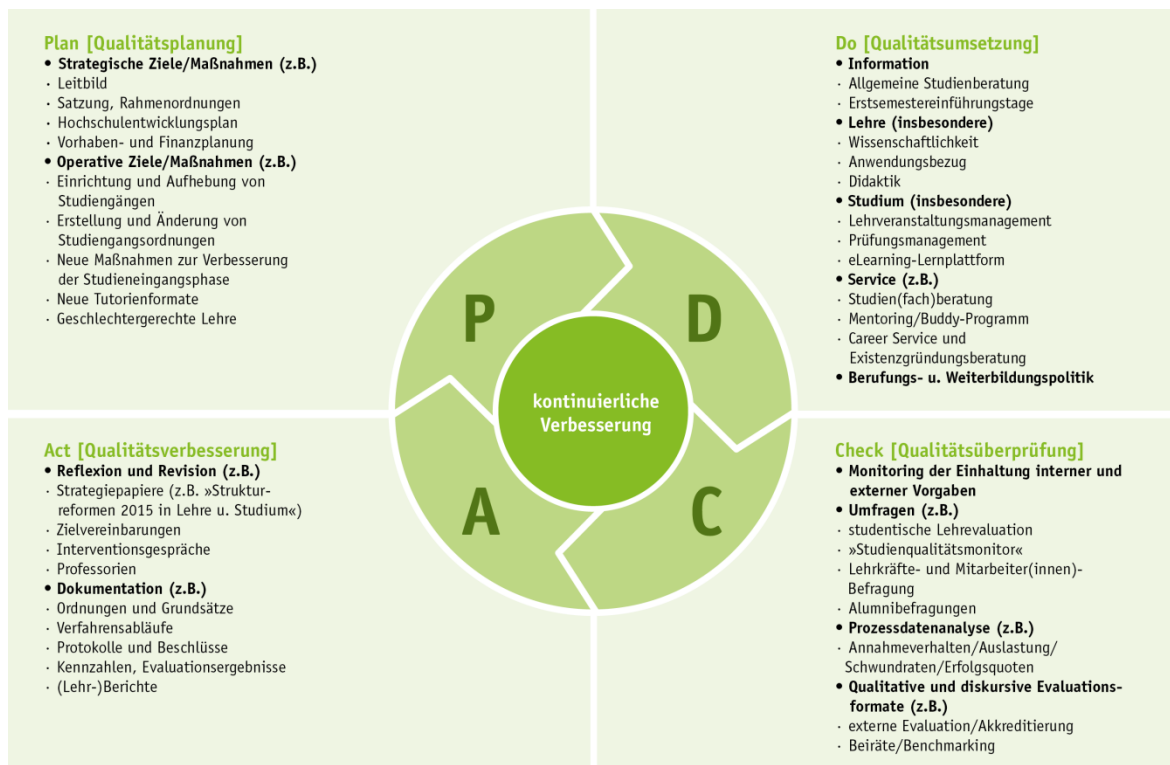 Plan [Qualitätsplanung]
• Strategische Ziele/Maßnahmen (z.B.)
· Leitbild
· Satzung, Rahmenordnungen
· Hochschulentwicklungsplan
· Vorhaben- und Finanzplanung
• Operative Ziele/Maßnahmen (z.B.)
· Einrichtung und Aufhebung von
Studiengängen
· Erstellung und Änderung von
Studiengangsordnungen
· Neue Maßnahmen zur Verbesserung
der Studieneingangsphase
· Neue Tutorienformate
· Geschlechtergerechte Lehre
Do [Qualitätsumsetzung]
• Information
· Allgemeine Studienberatung
· Erstsemestereinführungstage
• Lehre (insbesondere)
· Wissenschaftlichkeit
· Anwendungsbezug
· Didaktik
• Studium (insbesondere)
· Lehrveranstaltungsmanagement
· Prüfungsmanagement
· eLearning-Lernplattform
• Service (z.B.)
· Studien(fach)beratung
· Mentoring/Buddy-Programm
· Career Service und
Existenzgründungsberatung
• Berufungs- u. Weiterbildungspolitik
P
D
kontinuierliche
Verbesserung
A
C
Act [Qualitätsverbesserung]
• Reflexion und Revision (z.B.)
· Strategiepapiere (z.B. »Struktur-
reformen 2015 in Lehre u. Studium«)
· Zielvereinbarungen
· Interventionsgespräche
· Professorien
• Dokumentation (z.B.)
· Ordnungen und Grundsätze
· Verfahrensabläufe
· Protokolle und Beschlüsse
· Kennzahlen, Evaluationsergebnisse
· (Lehr-)Berichte
Check [Qualitätsüberprüfung]
• Monitoring der Einhaltung interner und
externer Vorgaben
• Umfragen (z.B.)
· studentische Lehrevaluation
· »Studienqualitätsmonitor«
· Lehrkräfte- und Mitarbeiter(innen)-
Befragung
· Alumnibefragungen
• Prozessdatenanalyse (z.B.)
· Annahmeverhalten/Auslastung/
Schwundraten/Erfolgsquoten
• Qualitative und diskursive Evaluations-
formate (z.B.)
· externe Evaluation/Akkreditierung
· Beiräte/Benchmarking